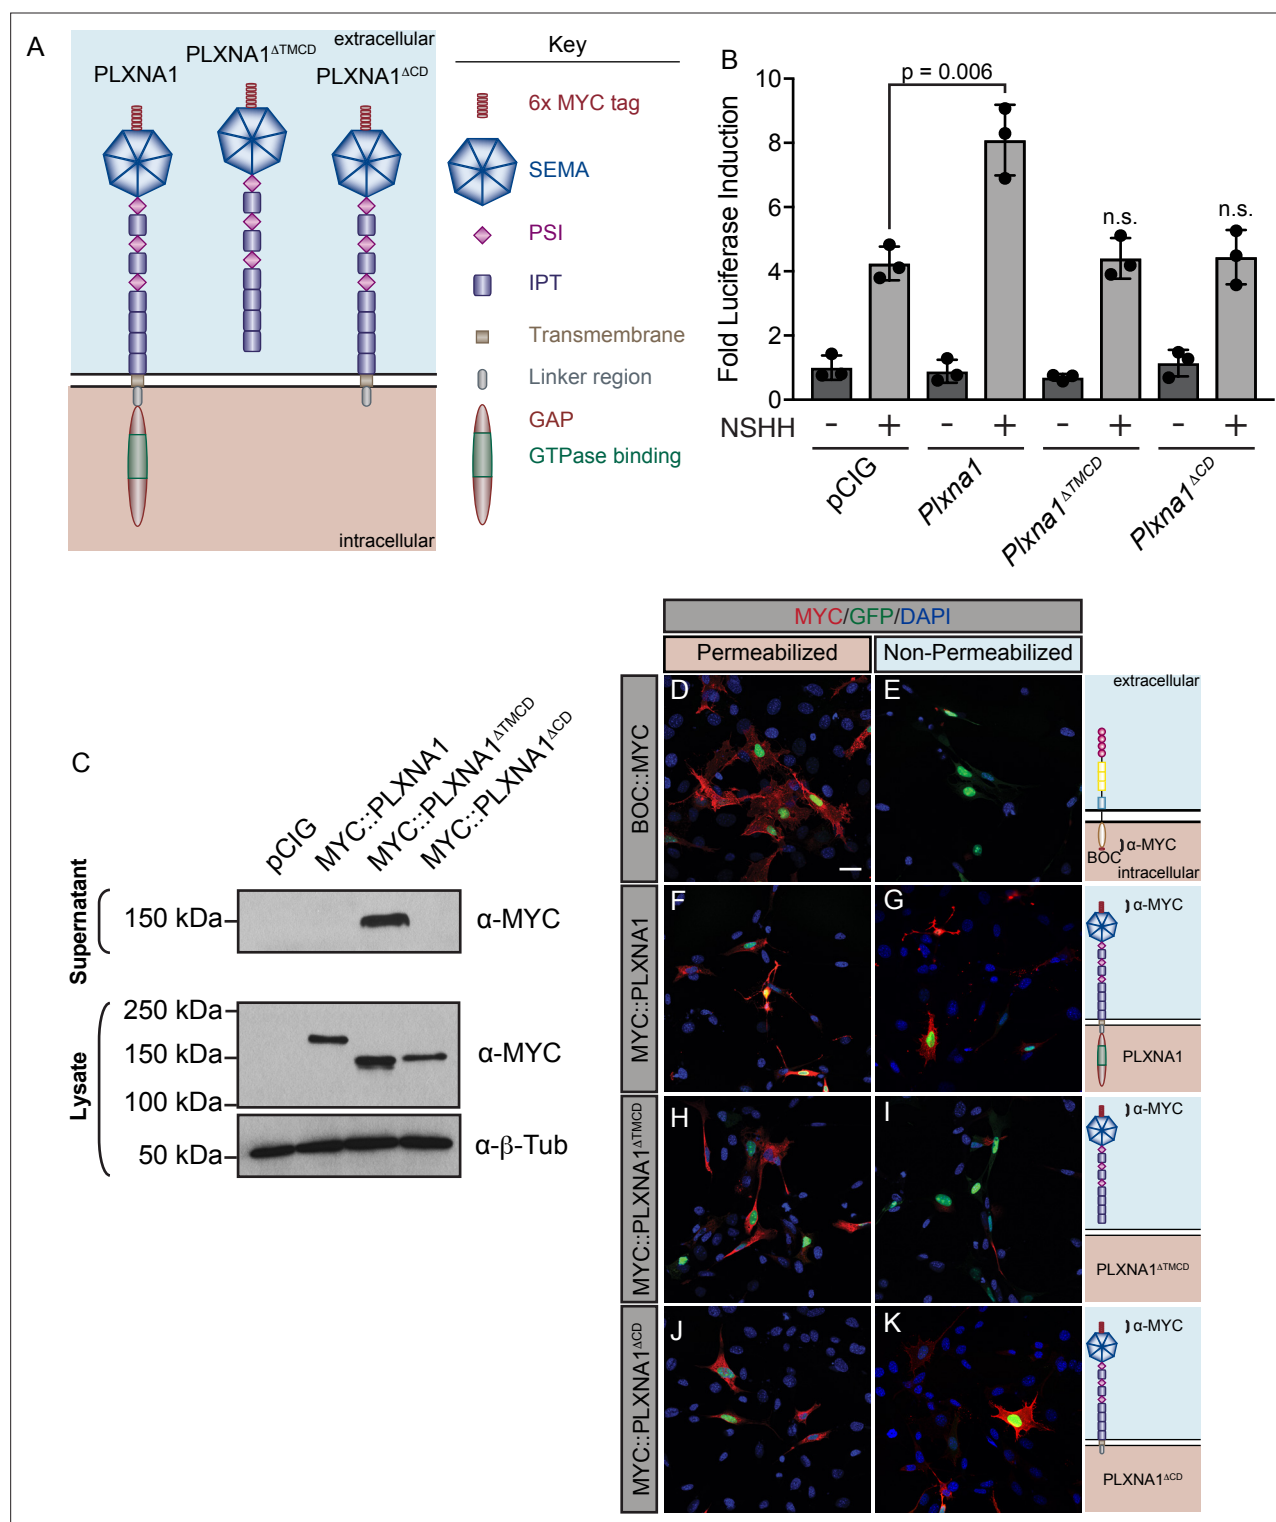 A
extracellular
PLXNA1
PLXNA1ΔTMCD
PLXNA1ΔCD
intracellular
Key
6x MYC tag
SEMA
PSI
IPT
Transmembrane
Linker region
GAP
GTPase binding
B
p = 0.006
n.s.
n.s.
Fold Luciferase Induction
10
8
6
4
2
0
NSHH - + - + - + - +
pCIG
Plxna1
Plxna1ΔTMCD
Plxna1ΔCD
C
pCIG
MYC::PLXNA1
MYC::PLXNA1ΔTMCD
MYC::PLXNA1ΔCD
Supernatant
150 kDa
α-MYC
Lysate
250 kDa
150 kDa
100 kDa
α-MYC
50 kDa
α-β-Tub
MYC/GFP/DAPI
Permeabilized
Non-Permeabilized
BOC::MYC
D
E
extracellular
α-MYC
BOC
intracellular
MYC::PLXNA1
F
G
α-MYC
PLXNA1
MYC::PLXNA1ΔTMCD
H
I
α-MYC
PLXNA1ΔTMCD
MYC::PLXNA1ΔCD
J
K
α-MYC
PLXNA1ΔCD